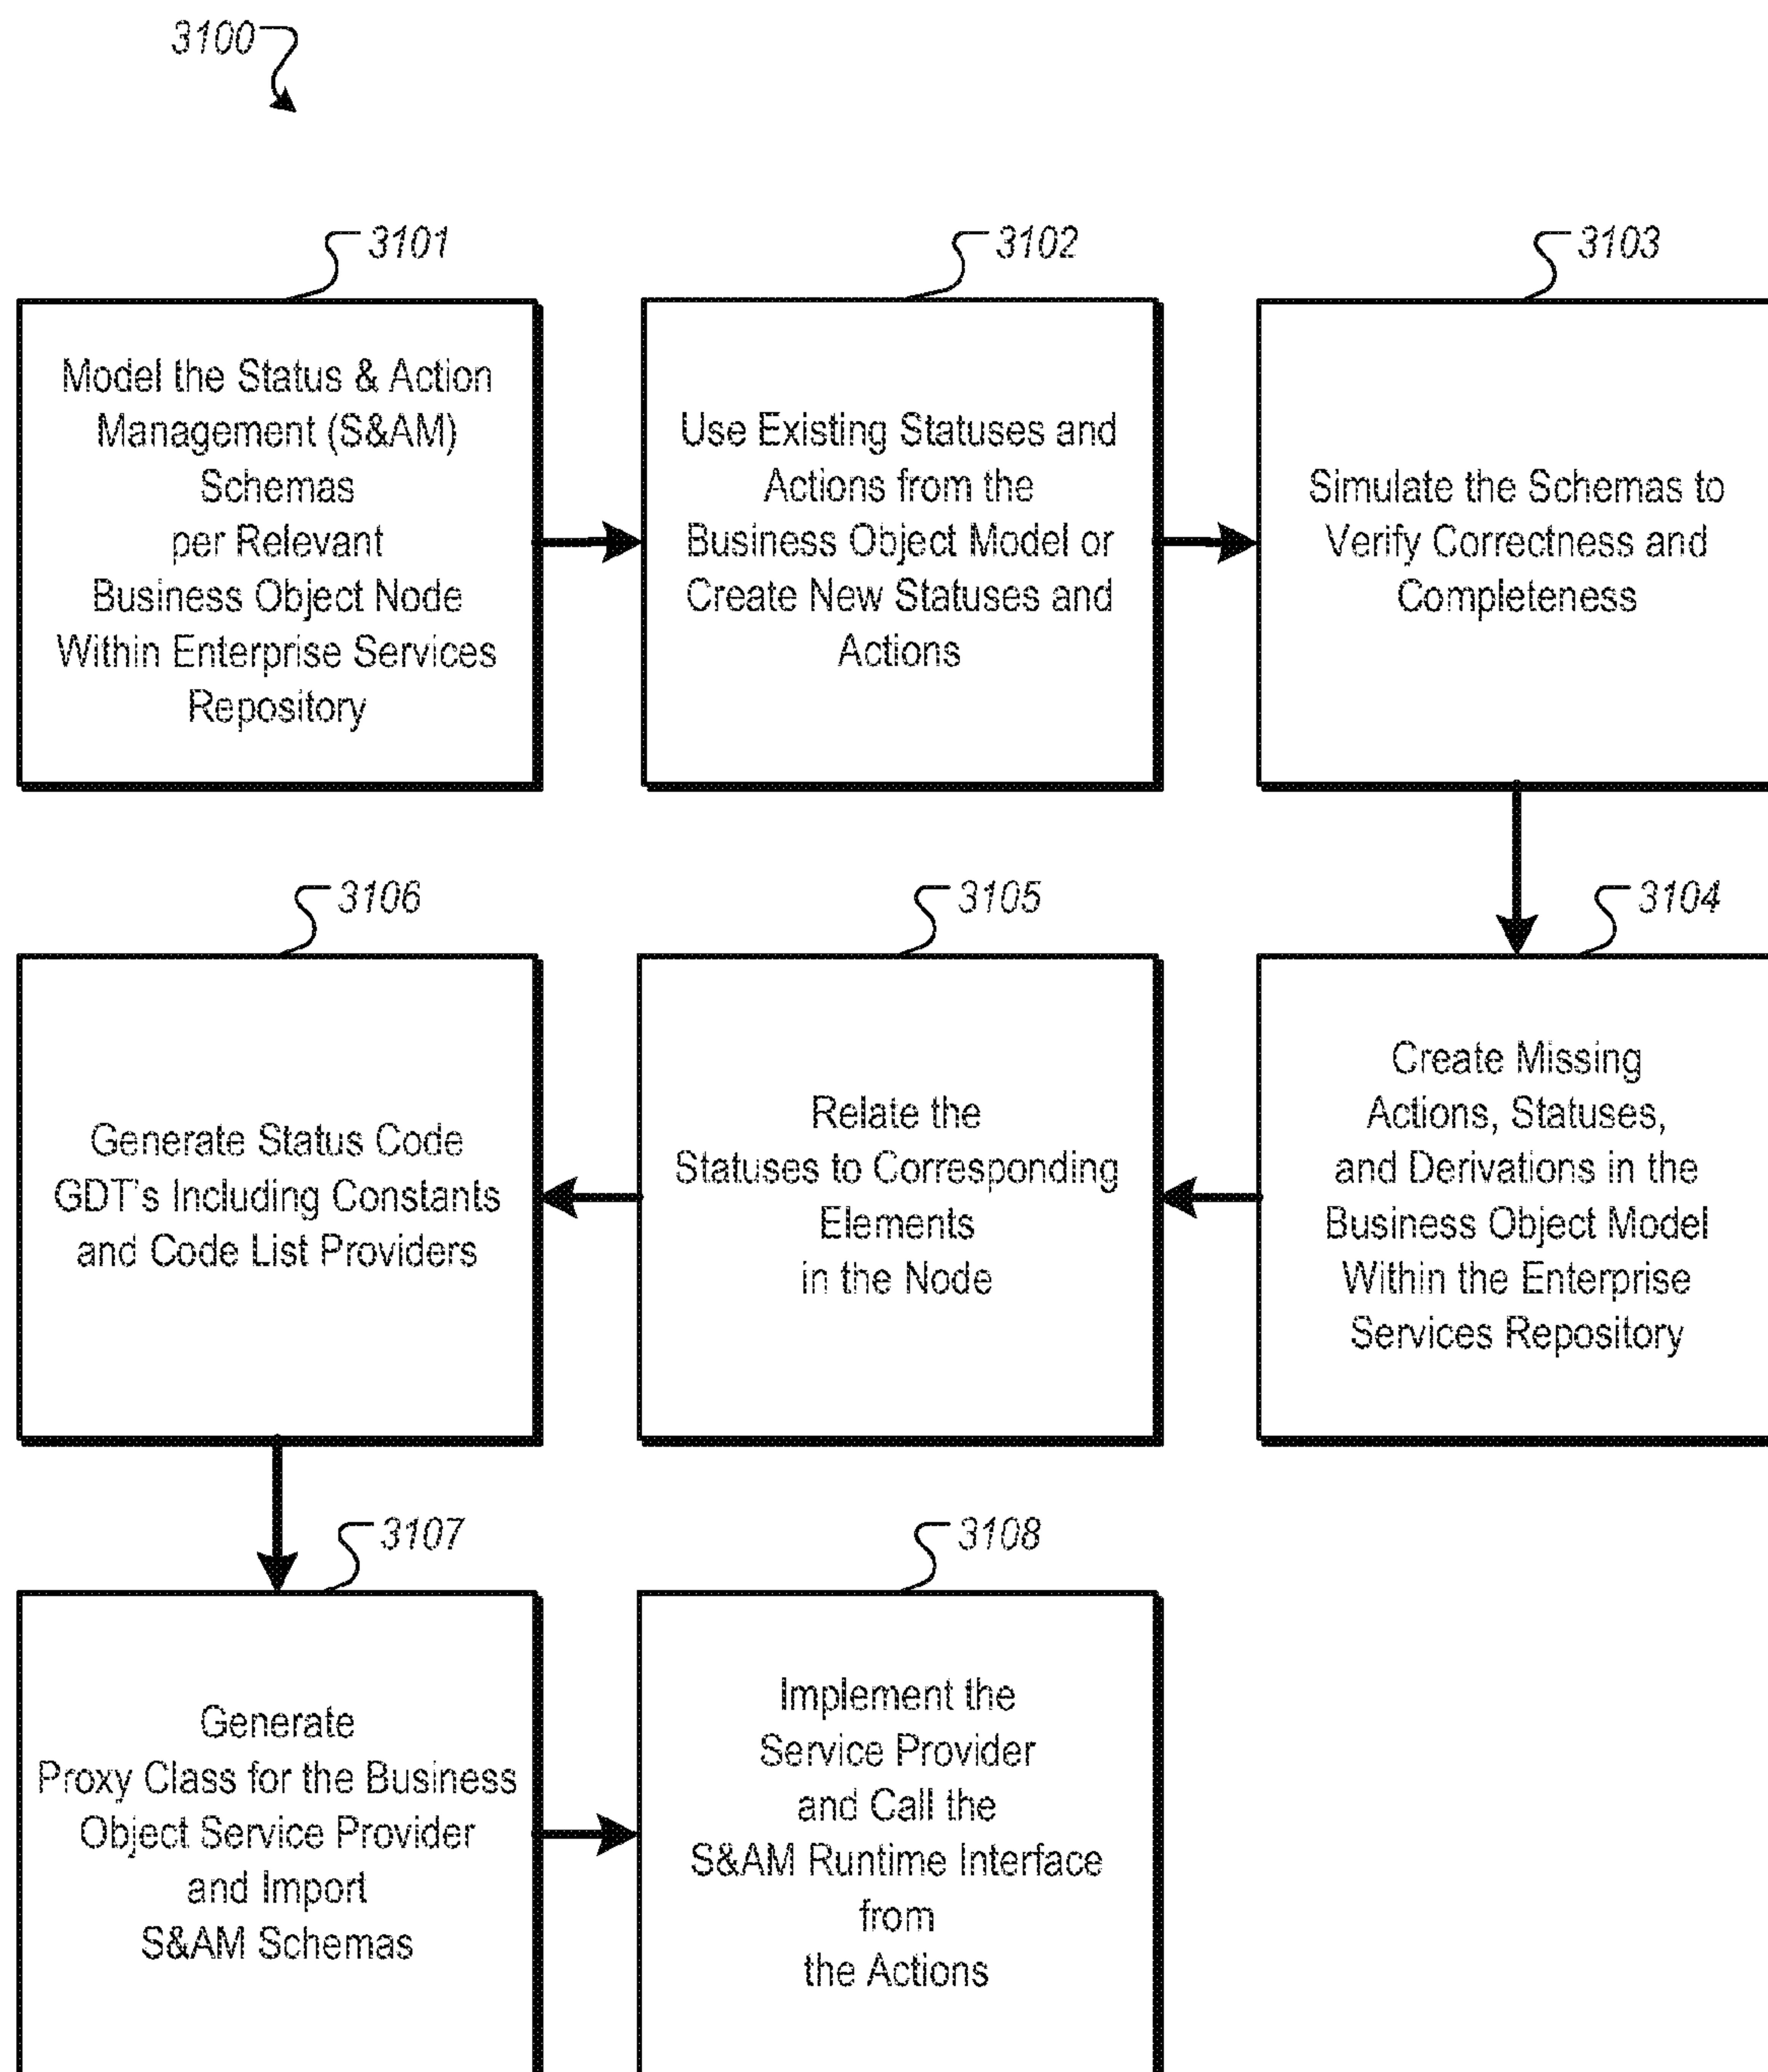 3100
3101
Model the Status & Action
Management (S&AM)
Schemas
per Relevant
Business Object Node
Within Enterprise Services
Repository
3102
Use Existing Statuses and
Actions from the
Business Object Model or
Create New Statuses and
Actions
3103
Simulate the Schemas to
Verify Correctness and
Completeness
3104
Create Missing
Actions, Statuses,
and Derivations in the
Business Object Model
Within the Enterprise
Services Repository
3105
Relate the
Statuses to Corresponding
Elements
in the Node
3106
Generate Status Code
GDT's Including Constants
and Code List Providers
3107
Generate
Proxy Class for the Business
Object Service Provider
and Import
S&AM Schemas
3108
Implement the
Service Provider
and Call the
S&AM Runtime Interface
from
the Actions